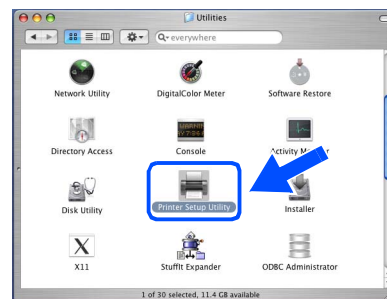 Utilities
Q▾ everywhere
Network Utility
DigitalColor Meter
Software Restore
WARNIN
Directory Access
Console
Activity M
Disk Utility
Printer Setup Utility
Installer
X
X11
StuffIt Expander
ODBC Administrator
1 of 30 selected, 11.4 GB available